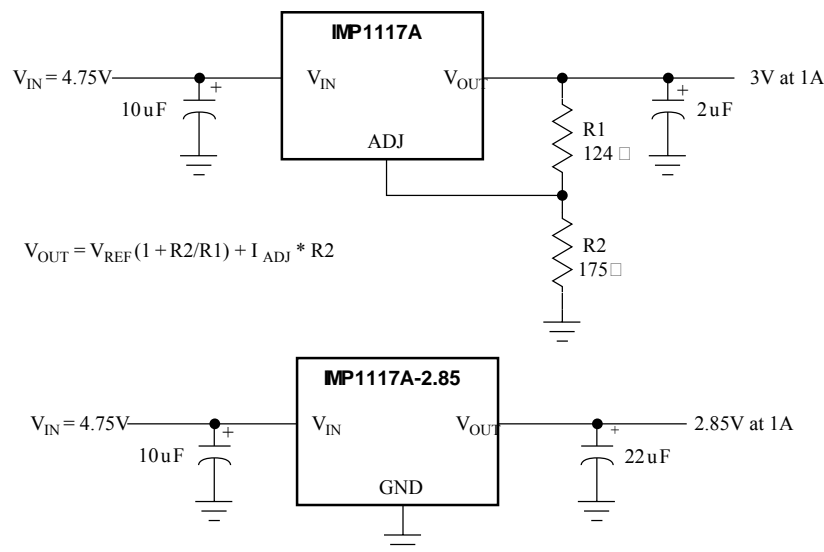 IMP1117A
V_IN = 4.75V
V_IN
V_OUT
3V at 1A
10uF
+
ADJ
R1
124 □
+
2uF
V_OUT = V_REF (1 + R2/R1) + I_ADJ * R2
R2
175□
IMP1117A-2.85
V_IN = 4.75V
V_IN
V_OUT
2.85V at 1A
10uF
+
GND
+
22uF